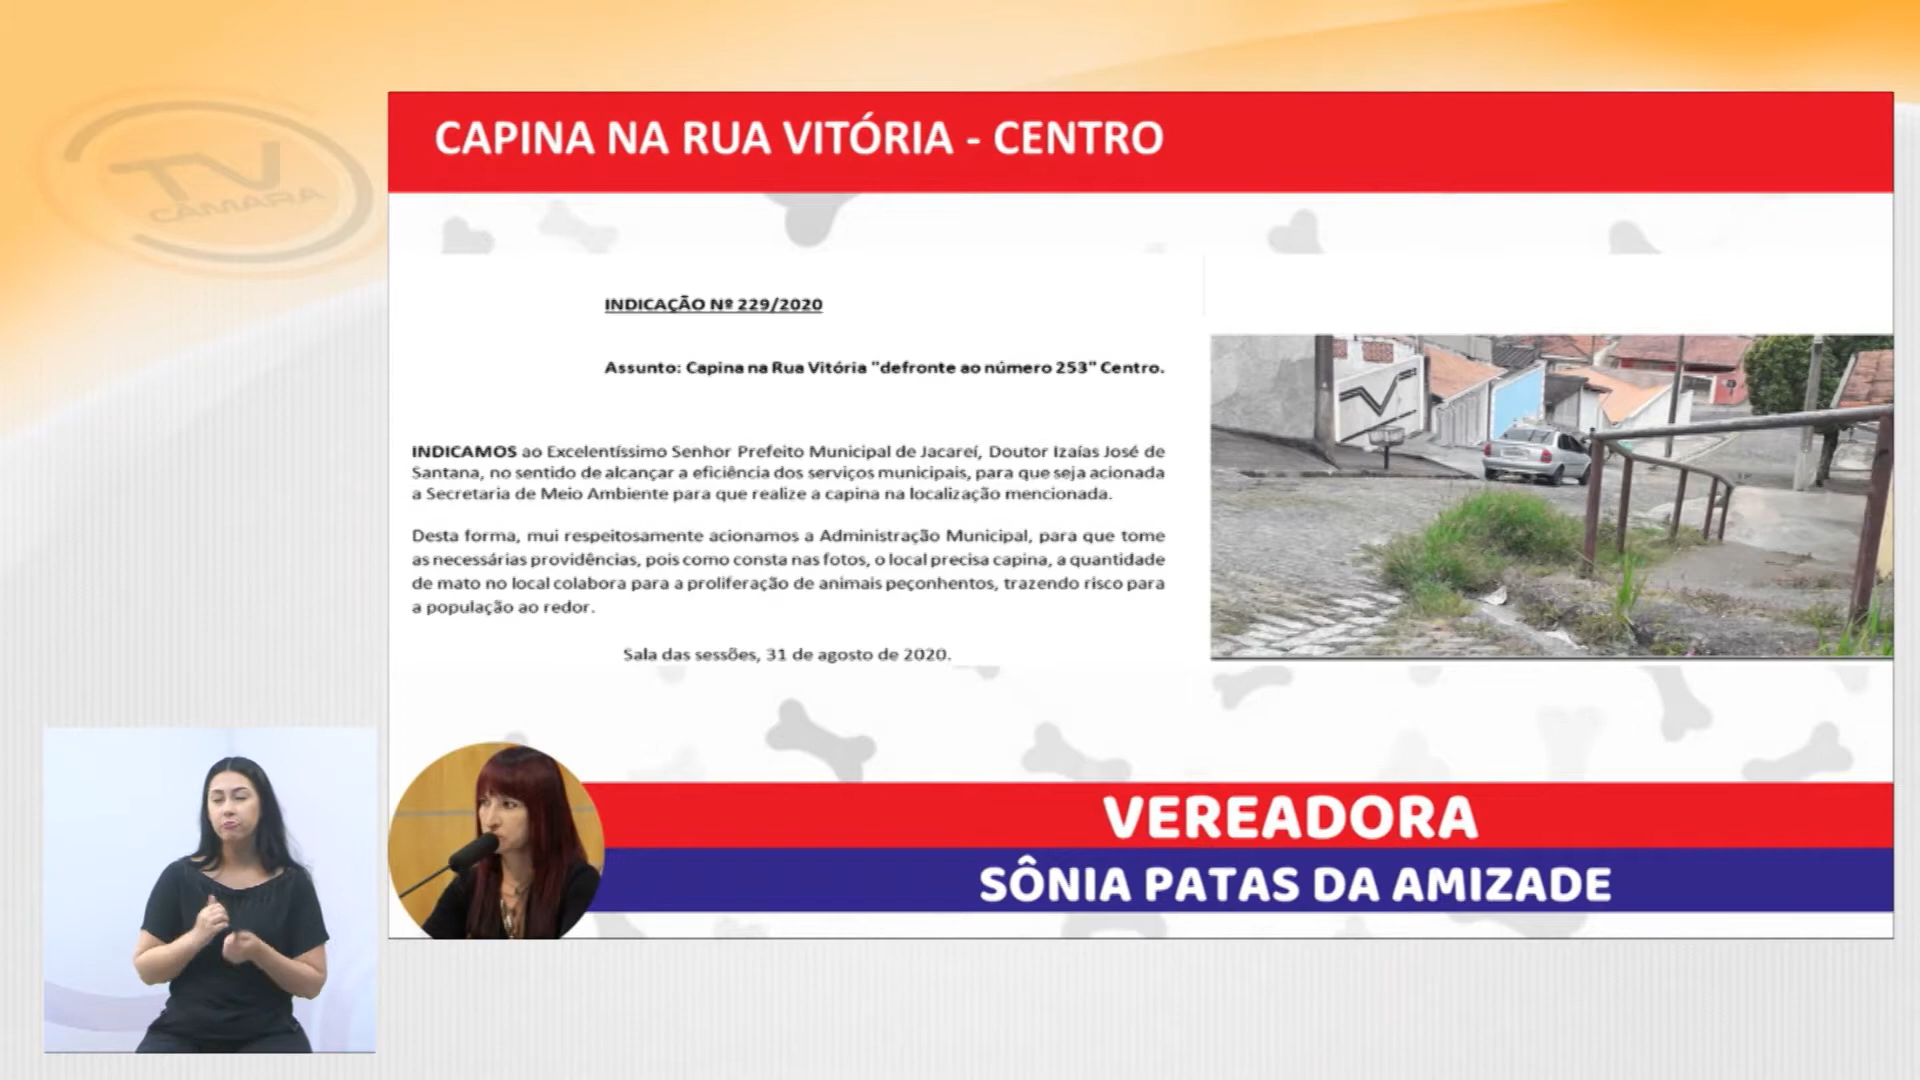 TV
CÂMARA
CAPINA NA RUA VITÓRIA - CENTRO
INDICAÇÃO Nº 229/2020
Assunto: Capina na Rua Vitória "defronte ao número 253" Centro.
INDICAMOS ao Excelentíssimo Senhor Prefeito Municipal de Jacareí, Doutor Izaías José de
Santana, no sentido de alcançar a eficiência dos serviços municipais, para que seja acionada
a Secretaria de Meio Ambiente para que realize a capina na localização mencionada.
Desta forma, mui respeitosamente acionamos a Administração Municipal, para que tome
as necessárias providências, pois como consta nas fotos, o local precisa capina, a quantidade
de mato no local colabora para a proliferação de animais peçonhentos, trazendo risco para
a população ao redor.
Sala das sessões, 31 de agosto de 2020.
VEREADORA
SÔNIA PATAS DA AMIZADE